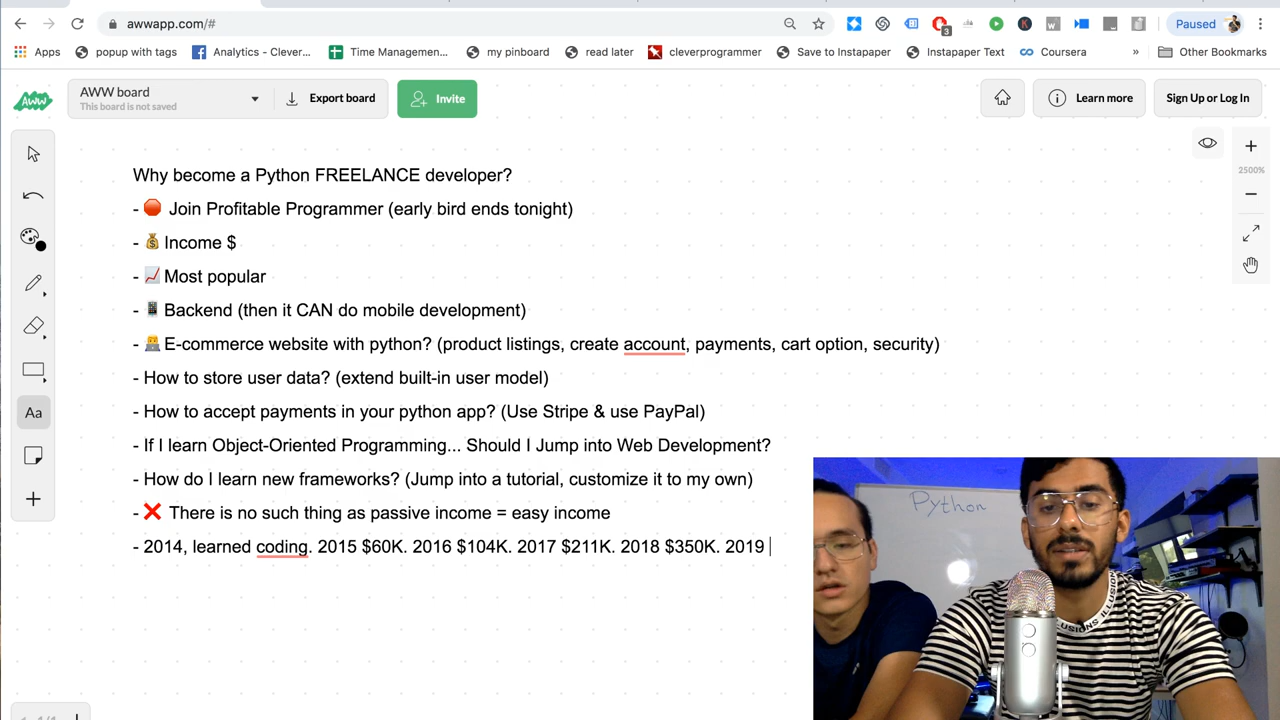 awwapp.com/#
Paused
3
Apps
popup with tags
Analytics - Clever...
Time Managemen...
my pinboard
read later
cleverprogrammer
Save to Instapaper
Instapaper Text
Coursera
»
Other Bookmarks
AWW
AWW board
This board is not saved
Export board
Invite
Learn more
Sign Up or Log In
2500%
Aa
Why become a Python FREELANCE developer?
- 🛑 Join Profitable Programmer (early bird ends tonight)
- 💰 Income $
- 📈 Most popular
- 📱 Backend (then it CAN do mobile development)
- 👨‍💻 E-commerce website with python? (product listings, create account, payments, cart option, security)
- How to store user data? (extend built-in user model)
- How to accept payments in your python app? (Use Stripe & use PayPal)
- If I learn Object-Oriented Programming... Should I Jump into Web Development?
- How do I learn new frameworks? (Jump into a tutorial, customize it to my own)
- ❌ There is no such thing as passive income = easy income
- 2014, learned coding. 2015 $60K. 2016 $104K. 2017 $211K. 2018 $350K. 2019
Python